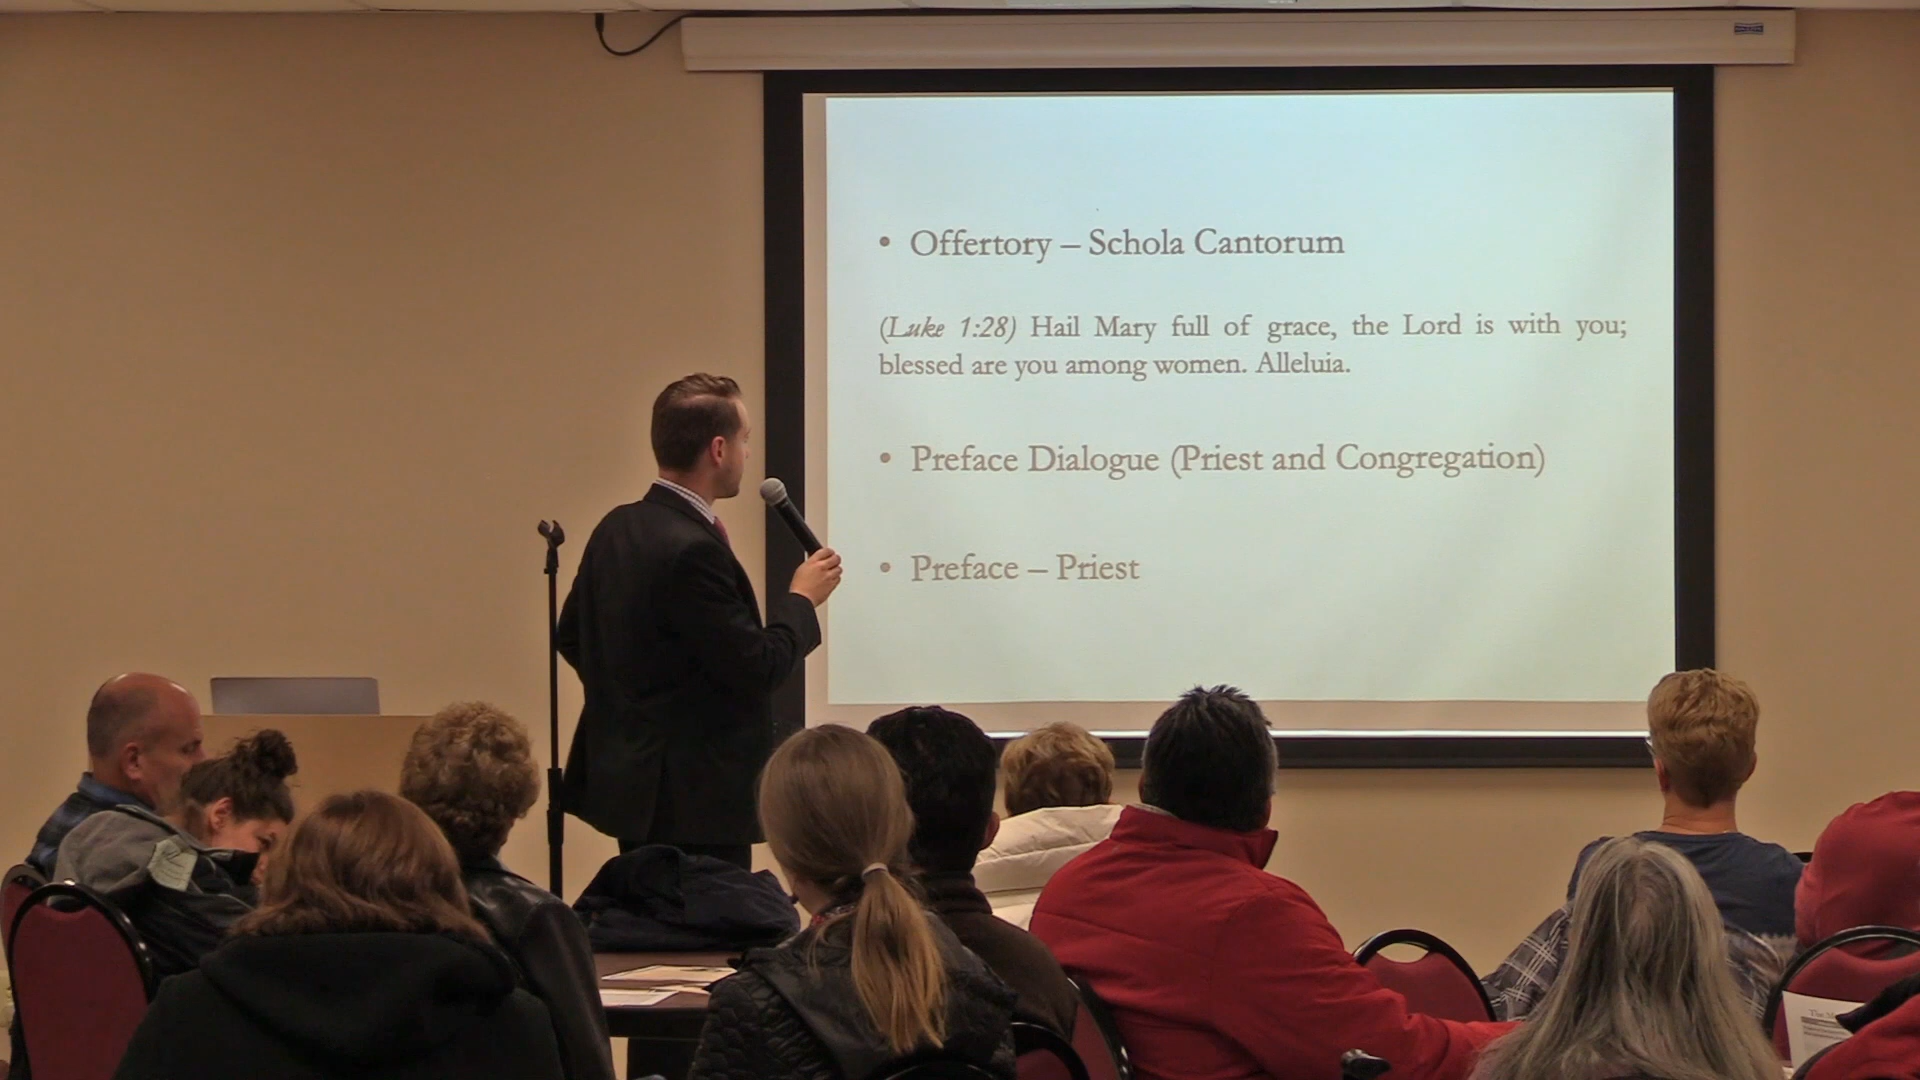 • Offertory – Schola Cantorum
(Luke 1:28) Hail Mary full of grace, the Lord is with you;
blessed are you among women. Alleluia.
• Preface Dialogue (Priest and Congregation)
• Preface – Priest